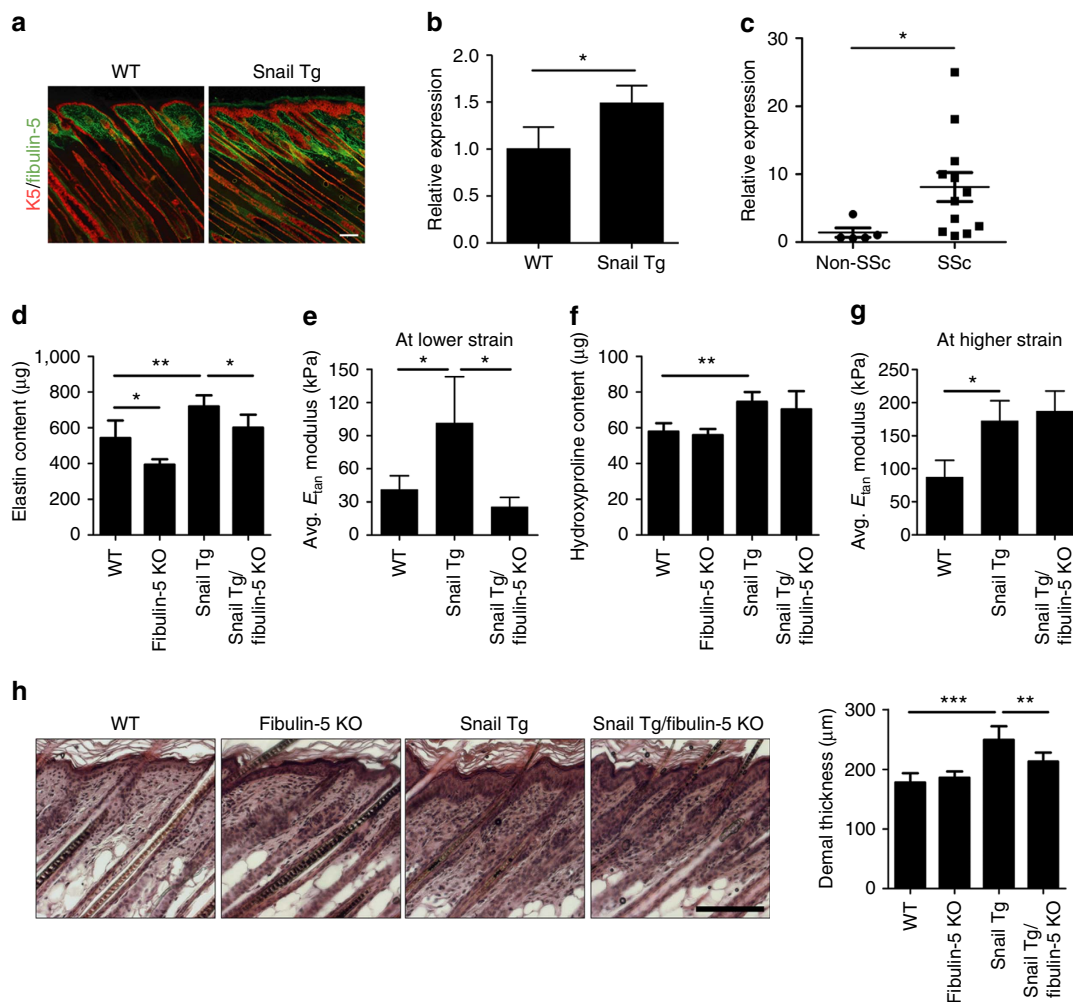 a
WT
Snail Tg
K5/fibulin-5
b
Relative expression
2.0
1.5
1.0
0.5
0.0
*
WT
Snail Tg
c
Relative expression
30
20
10
0
*
Non-SSc
SSc
d
Elastin content (μg)
1,000
800
600
400
200
0
**
*
*
WT
Fibulin-5 KO
Snail Tg
Snail Tg/
fibulin-5 KO
e
At lower strain
Avg. Etan modulus (kPa)
150
120
90
60
30
0
*
*
WT
Snail Tg
Snail Tg/
fibulin-5 KO
f
Hydroxyproline content (μg)
100
80
60
40
20
0
**
WT
Fibulin-5 KO
Snail Tg
Snail Tg/
fibulin-5 KO
g
At higher strain
Avg. Etan modulus (kPa)
250
200
150
100
50
0
*
WT
Snail Tg
Snail Tg/
fibulin-5 KO
h
WT
Fibulin-5 KO
Snail Tg
Snail Tg/fibulin-5 KO
Demal thickness (μm)
300
200
100
0
***
**
WT
Fibulin-5 KO
Snail Tg
Snail Tg/
fibulin-5 KO